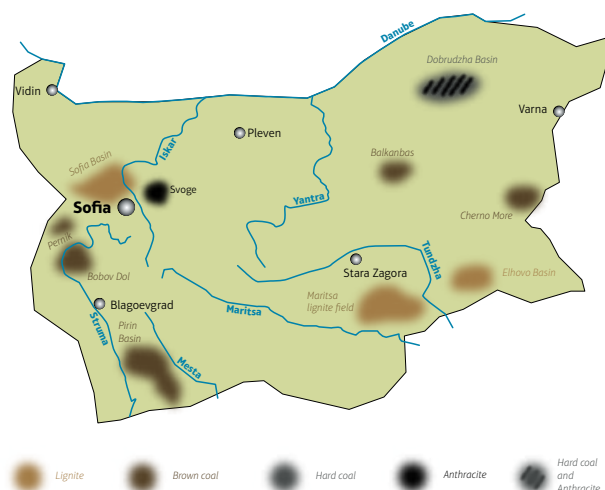 Danube
Dobrudzha Basin
Vidin
Varna
Pleven
Iskar
Sofia Basin
Balkanbas
Svoge
Yantra
Sofia
Cherno More
Pernik
Tundzha
Bobov Dol
Stara Zagora
Elhovo Basin
Maritsa
lignite field
Blagoevgrad
Maritsa
Struma
Pirin
Basin
Mesta
Lignite
Brown coal
Hard coal
Anthracite
Hard coal
and
Anthracite